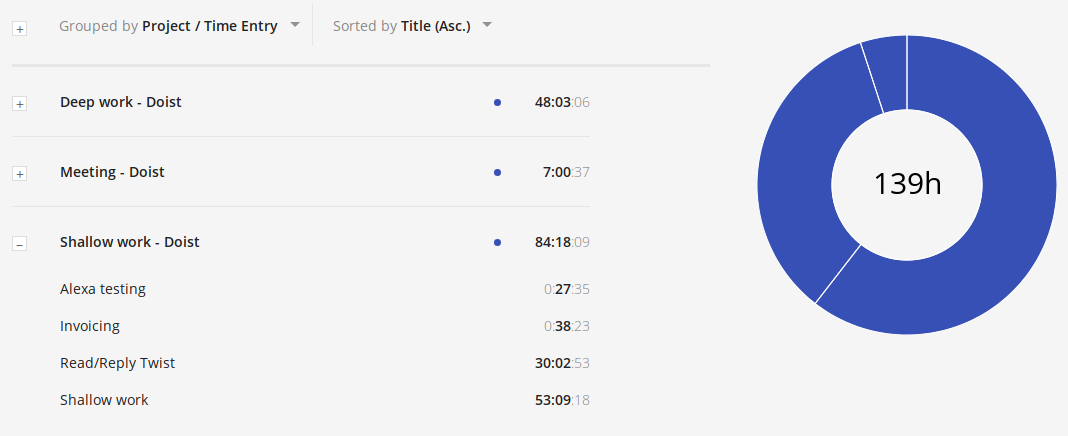 Grouped by Project / Time Entry Sorted by Title (Asc.)
Deep work - Doist 48:03:06
Meeting - Doist 7:00:37
Shallow work - Doist 84:18:09
Alexa testing 0:27:35
Invoicing 0:38:23
Read/Reply Twist 30:02:53
Shallow work 53:09:18
139h